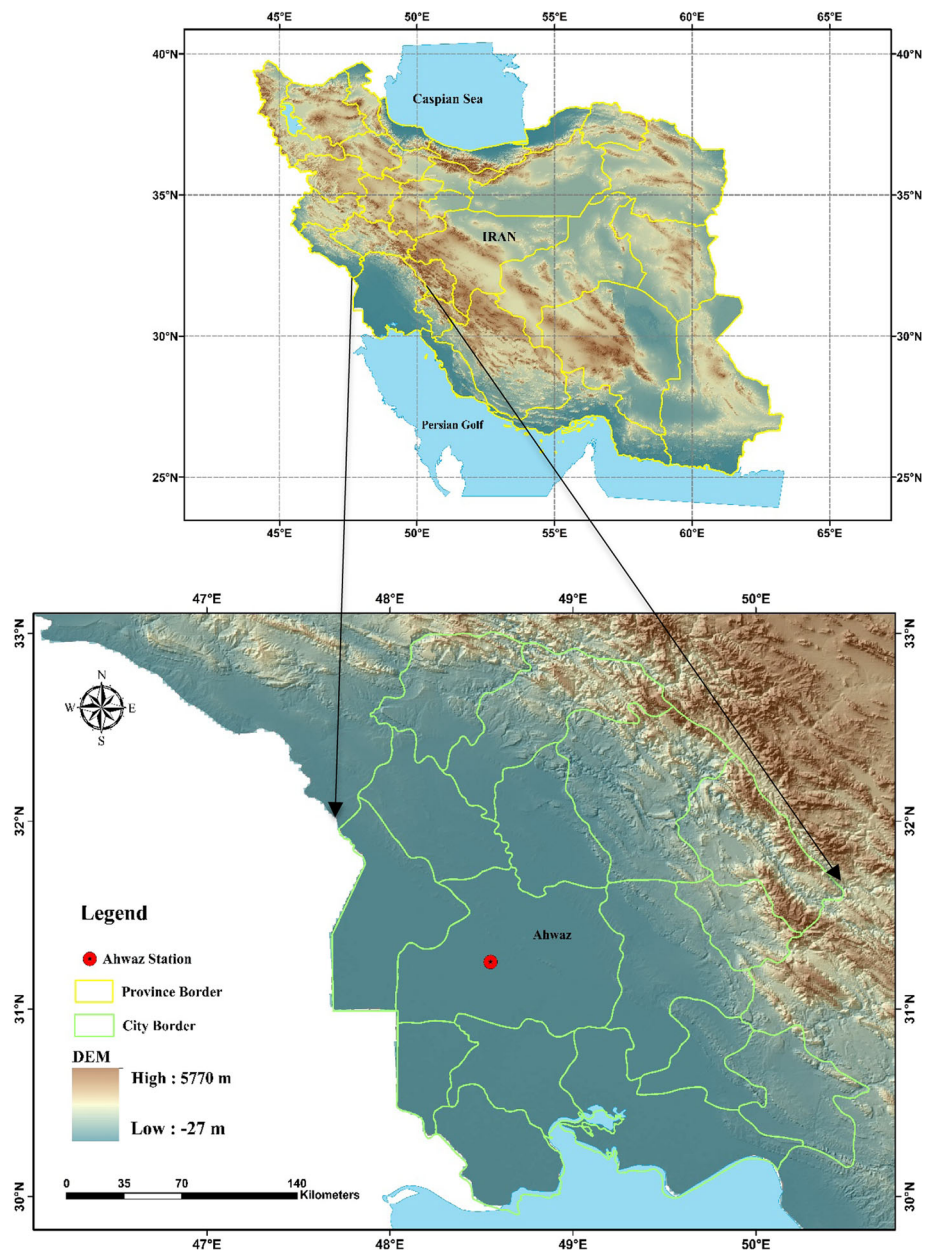 45°E 50°E 55°E 60°E 65°E
40°N 40°N
Caspian Sea
35°N 35°N
IRAN
30°N 30°N
Persian Golf
25°N 25°N
45°E 50°E 55°E 60°E 65°E
47°E 48°E 49°E 50°E
33°N 33°N
N
W E
S
32°N 32°N
Legend
Ahwaz
Ahwaz Station
Province Border
31°N 31°N
City Border
DEM
High : 5770 m
Low : -27 m
0 35 70 140
Kilometers
30°N 30°N
47°E 48°E 49°E 50°E